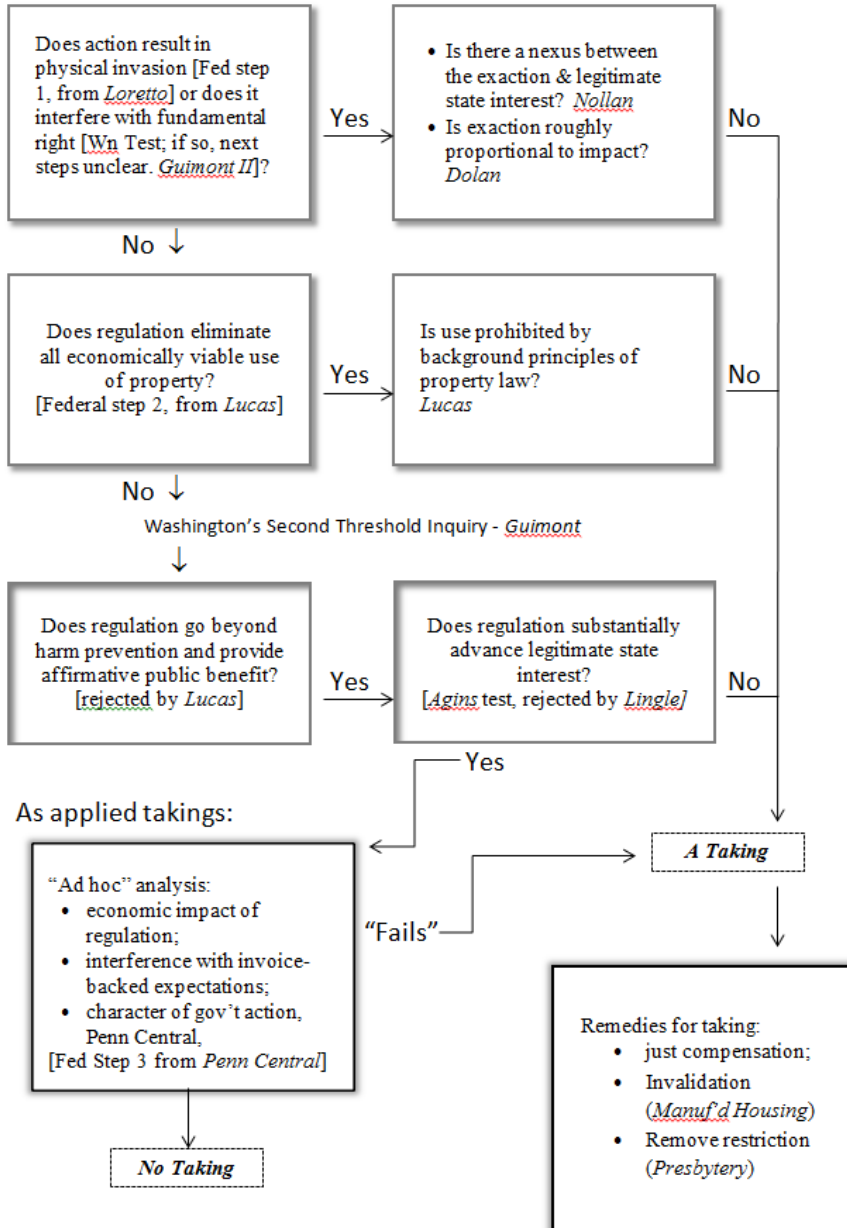 Does action result in
physical invasion [Fed step
1, from Loretto] or does it
interfere with fundamental
right [Wn Test; if so, next
steps unclear. Guimont II]?
Yes
• Is there a nexus between
the exaction & legitimate
state interest? Nollan
• Is exaction roughly
proportional to impact?
Dolan
No
No ↓
Does regulation eliminate
all economically viable use
of property?
[Federal step 2, from Lucas]
Yes
Is use prohibited by
background principles of
property law?
Lucas
No
No ↓
Washington's Second Threshold Inquiry - Guimont
↓
Does regulation go beyond
harm prevention and provide
affirmative public benefit?
[rejected by Lucas]
Yes
Does regulation substantially
advance legitimate state
interest?
[Agins test, rejected by Lingle]
No
Yes
As applied takings:
"Ad hoc" analysis:
• economic impact of
regulation;
• interference with invoice-
backed expectations;
• character of gov't action,
Penn Central,
[Fed Step 3 from Penn Central]
"Fails"
A Taking
No Taking
Remedies for taking:
• just compensation;
• Invalidation
(Manuf'd Housing)
• Remove restriction
(Presbytery)